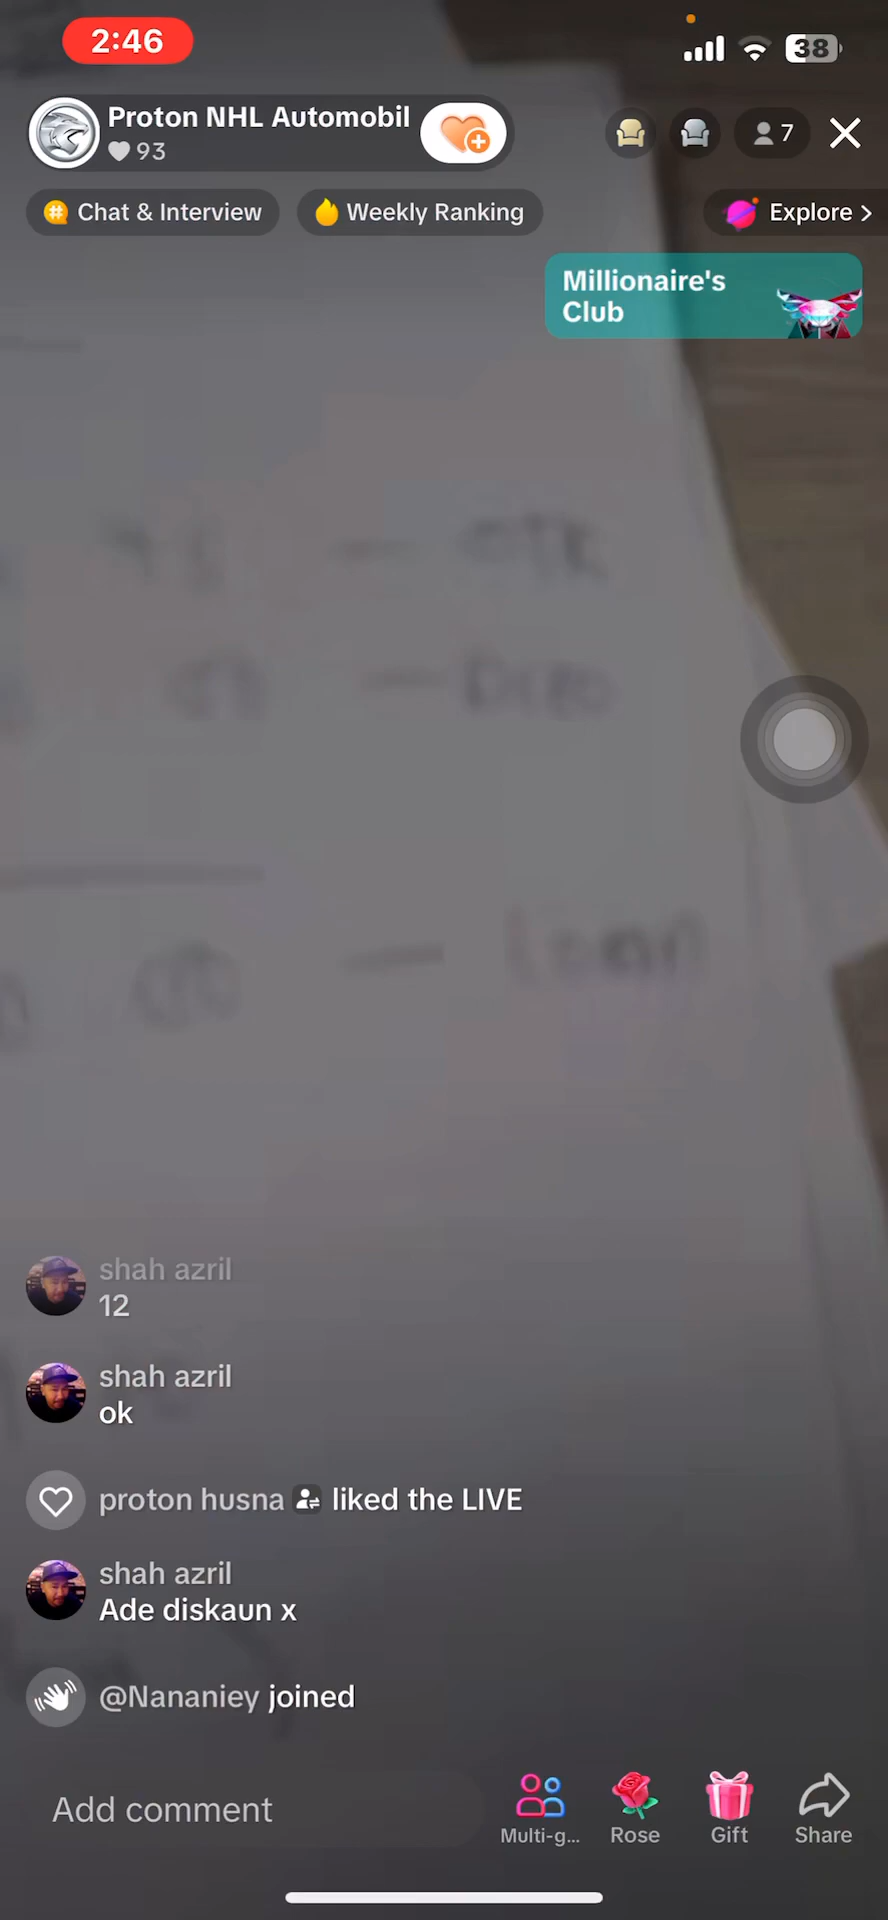 2:46
38
Proton NHL Automobil
93
7
Chat & Interview
Weekly Ranking
Explore >
Millionaire's
Club
OTR
Loan
shah azril
12
shah azril
ok
proton husna liked the LIVE
shah azril
Ade diskaun x
@Nananiey joined
Add comment
Multi-g...
Rose
Gift
Share